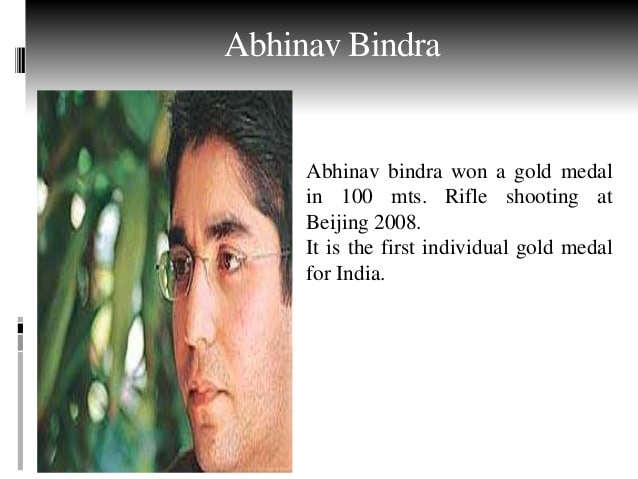 Abhinav Bindra
Abhinav bindra won a gold medal
in 100 mts. Rifle shooting at
Beijing 2008.
It is the first individual gold medal
for India.